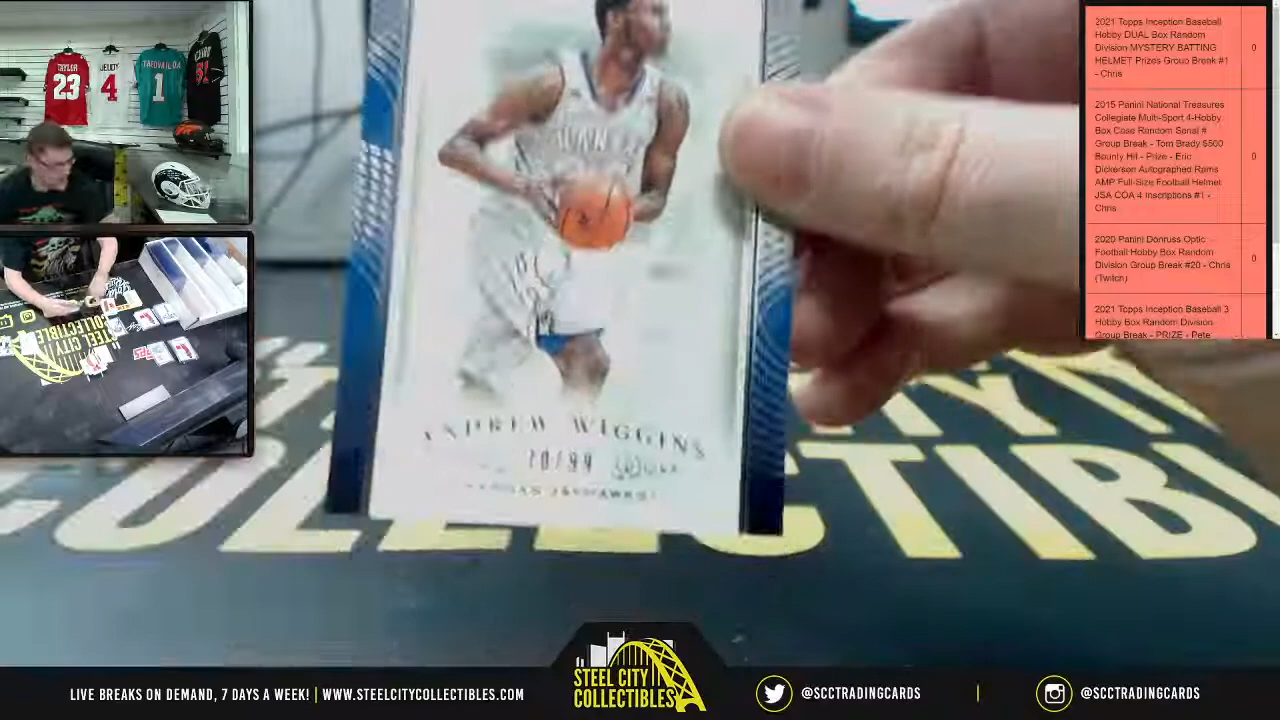 TAYLOR
23
JEUDY
4
TAGOVAILOA
1
2021 Topps Inception Baseball
Hobby DUAL Box Random
Division MYSTERY BATTING
HELMET Prizes Group Break #1
- Chris
0
2015 Panini National Treasures
Collegiate Multi-Sport 4-Hobby
Box Case Random Serial #
Group Break - Tom Brady $500
Bounty Hit - Prize - Eric
Dickerson Autographed Rams
AMP Full-Size Football Helmet
JSA COA 4 Inscriptions #1 -
Chris
0
2020 Panini Donruss Optic
Football Hobby Box Random
Division Group Break #20 - Chris
(Twitch)
0
2021 Topps Inception Baseball 3
Hobby Box Random Division
Group Break - PRIZE - Pete
ANDREW WIGGINS
70/99
KANSAS JAYHAWKS
STEEL CITY
COLLECTIBLES
LIVE BREAKS ON DEMAND, 7 DAYS A WEEK! | WWW.STEELCITYCOLLECTIBLES.COM
STEEL CITY
COLLECTIBLES
@SCCTRADINGCARDS | @SCCTRADINGCARDS